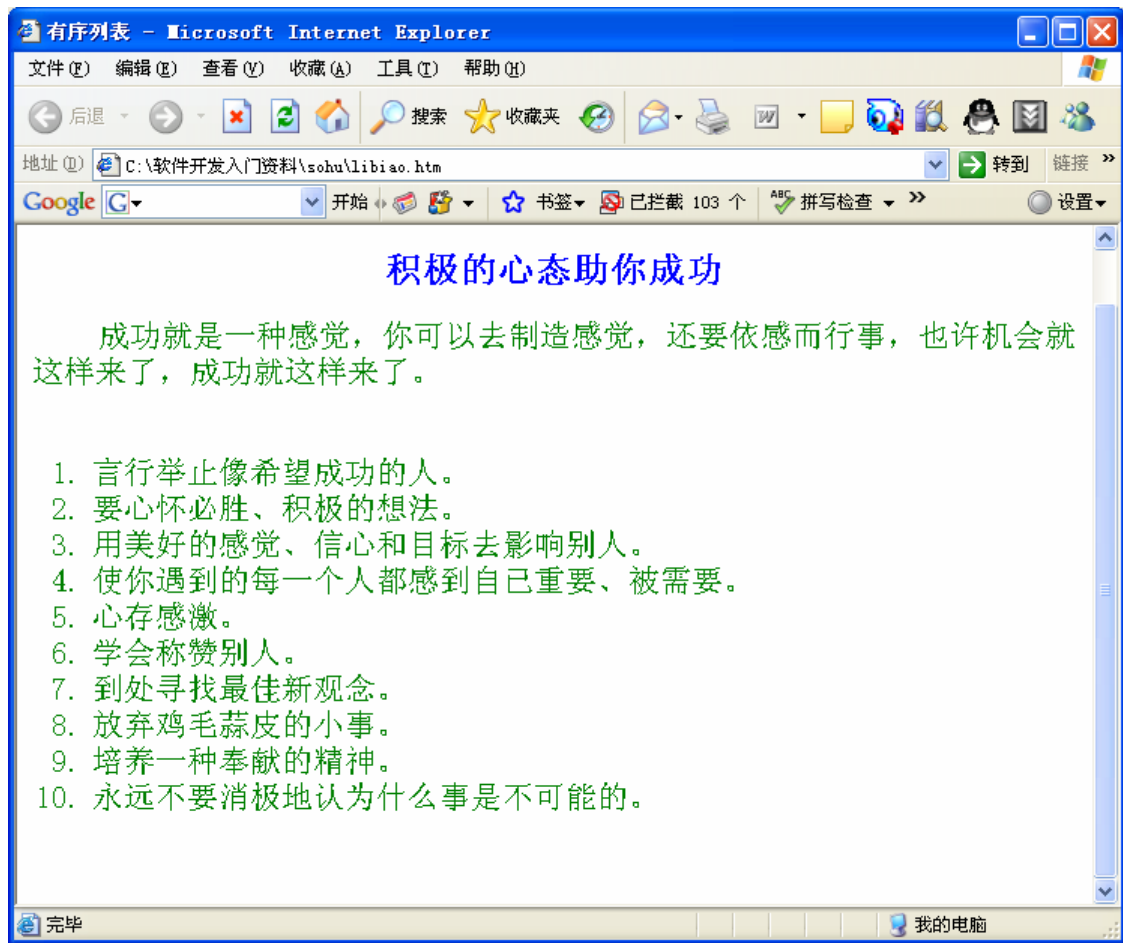 有序列表 - Microsoft Internet Explorer
文件(F) 编辑(E) 查看(V) 收藏(A) 工具(T) 帮助(H)
后退 搜索 收藏夹
地址(D) C:\软件开发入门资料\sohu\libiao.htm 转到 链接 »
Google G 开始 书签 已拦截 103 个 ABC 拼写检查 » 设置
积极的心态助你成功
成功就是一种感觉，你可以去制造感觉，还要依感而行事，也许机会就
这样来了，成功就这样来了。
1. 言行举止像希望成功的人。
2. 要心怀必胜、积极的想法。
3. 用美好的感觉、信心和目标去影响别人。
4. 使你遇到的每一个人都感到自已重要、被需要。
5. 心存感激。
6. 学会称赞别人。
7. 到处寻找最佳新观念。
8. 放弃鸡毛蒜皮的小事。
9. 培养一种奉献的精神。
10. 永远不要消极地认为什么事是不可能的。
完毕 我的电脑